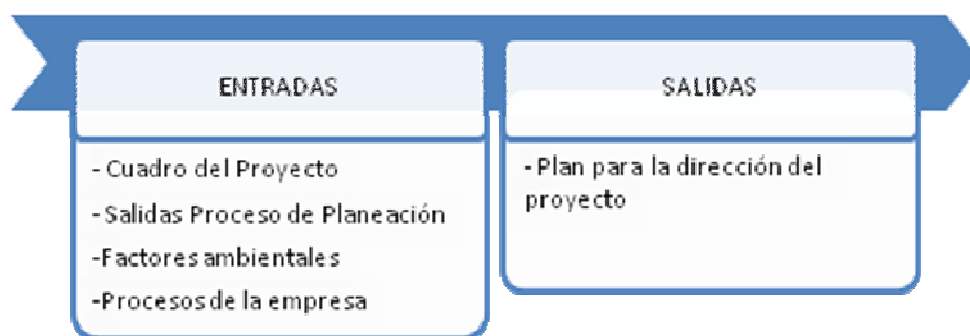 ENTRADAS
- Cuadro del Proyecto
-Salidas Proceso de Planeación
-Factores ambientales
-Procesos de la empresa
SALIDAS
- Plan para la dirección del
proyecto